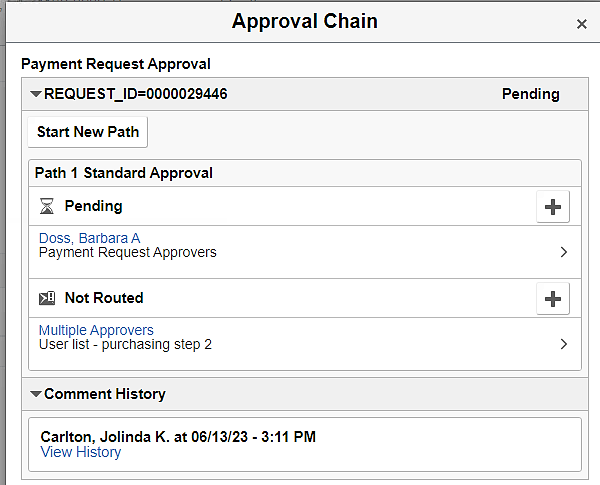 Approval Chain
×
Payment Request Approval
REQUEST_ID=0000029446 Pending
Start New Path
Path 1 Standard Approval
Pending
Doss, Barbara A
Payment Request Approvers
Not Routed
Multiple Approvers
User list - purchasing step 2
Comment History
Carlton, Jolinda K. at 06/13/23 - 3:11 PM
View History